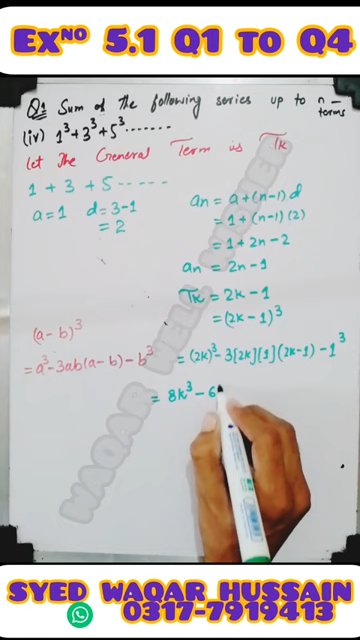 Ex^NO 5.1 Q1 TO Q4
Q1 Sum of the following series up to n- terms
(iv) 1³+3³+5³.......
Let The General Term is Tk
1+3+5-----
a=1 d=3-1
=2
an = a+(n-1)d
=1+(n-1)(2)
=1+2n-2
an = 2n-1
Tk = 2k-1
=(2k-1)³
(a-b)³
=a³-3ab(a-b)-b³
=(2k)³-3[2k][1](2k-1)-1³
= 8k³-6
WAQAR WELL WISHER
SYED WAQAR HUSSAIN
0317-7919413